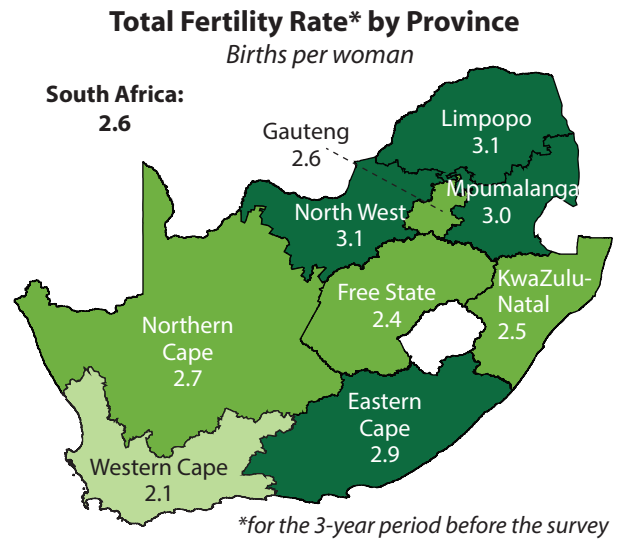 Total Fertility Rate* by Province
Births per woman
South Africa:
2.6
Gauteng
2.6
Limpopo
3.1
Mpumalanga
3.0
North West
3.1
KwaZulu-
Natal
2.5
Free State
2.4
Northern
Cape
2.7
Eastern
Cape
2.9
Western Cape
2.1
*for the 3-year period before the survey